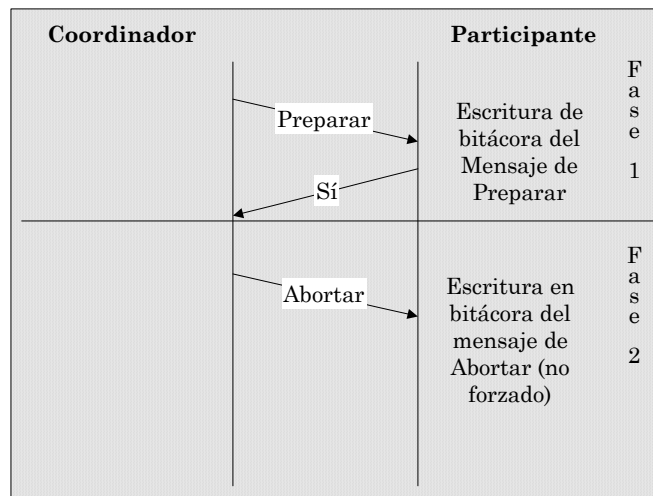 Coordinador
Participante
Preparar
Escritura de
bitácora del
Mensaje de
Preparar
Sí
F
a
s
e
1
Abortar
Escritura en
bitácora del
mensaje de
Abortar (no
forzado)
F
a
s
e
2